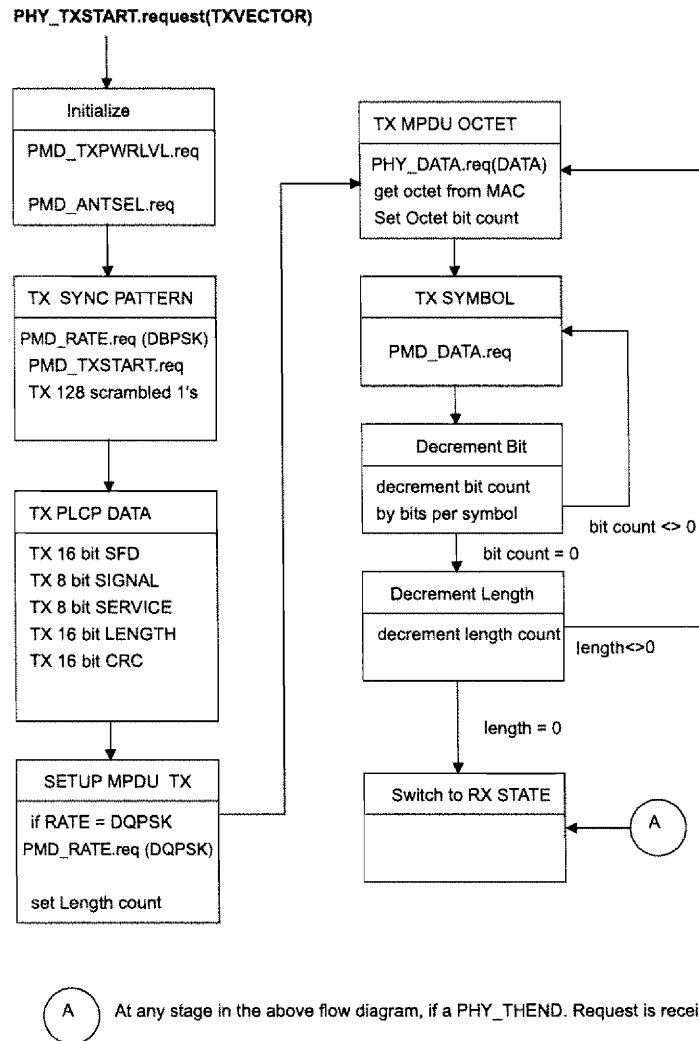 PHY_TXSTART.request(TXVECTOR)
Initialize
PMD_TXPWRLVL.req
PMD_ANTSEL.req
TX SYNC PATTERN
PMD_RATE.req (DBPSK)
PMD_TXSTART.req
TX 128 scrambled 1's
TX PLCP DATA
TX 16 bit SFD
TX 8 bit SIGNAL
TX 8 bit SERVICE
TX 16 bit LENGTH
TX 16 bit CRC
SETUP MPDU TX
if RATE = DQPSK
PMD_RATE.req (DQPSK)
set Length count
TX MPDU OCTET
PHY_DATA.req(DATA)
get octet from MAC
Set Octet bit count
TX SYMBOL
PMD_DATA.req
Decrement Bit
decrement bit count
by bits per symbol
bit count <> 0
bit count = 0
Decrement Length
decrement length count
length<>0
length = 0
Switch to RX STATE
A
A
At any stage in the above flow diagram, if a PHY_THEND. Request is recei